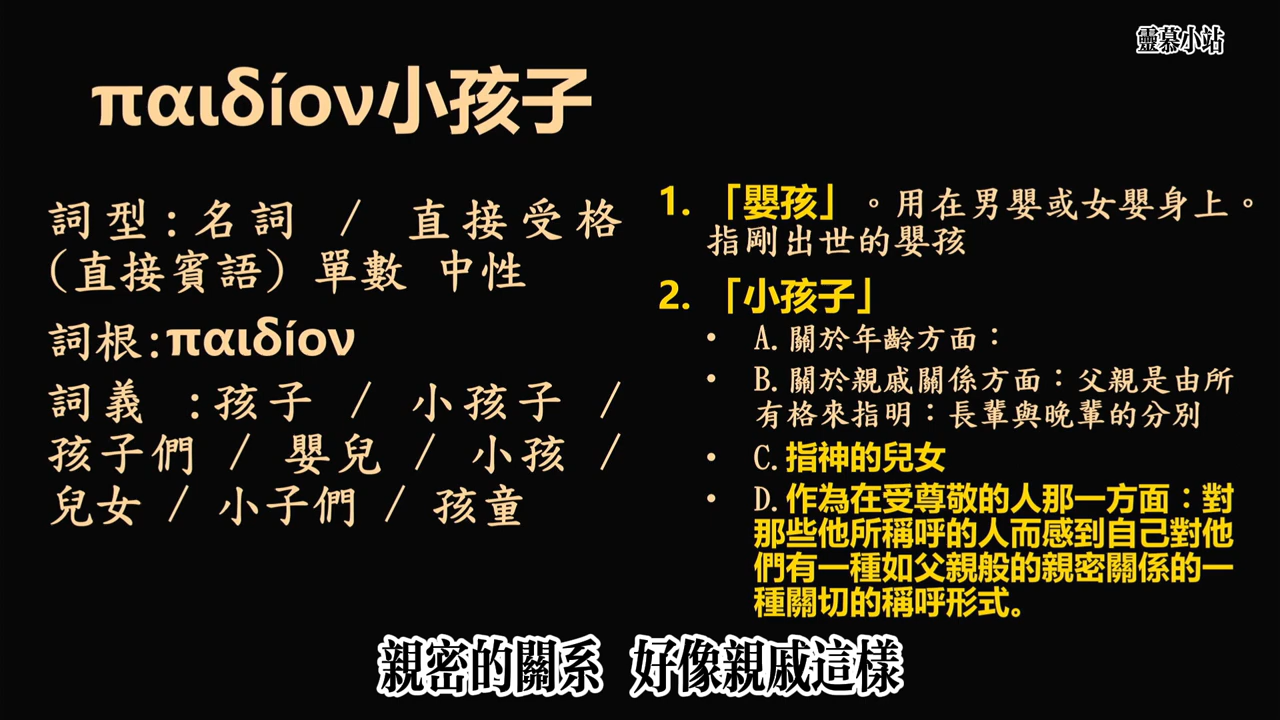 靈慕小站
παιδίον小孩子
詞型:名詞 / 直接受格
(直接賓語) 單數 中性
詞根:παιδίον
詞義 :孩子 / 小孩子 /
孩子們 / 嬰兒 / 小孩 /
兒女 / 小子們 / 孩童
1. 「嬰孩」。用在男嬰或女嬰身上。
指剛出世的嬰孩
2. 「小孩子」
• A.關於年齡方面：
• B.關於親戚關係方面：父親是由所
有格來指明：長輩與晚輩的分別
• C.指神的兒女
• D.作為在受尊敬的人那一方面：對
那些他所稱呼的人而感到自己對他
們有一種如父親般的親密關係的一
種關切的稱呼形式。
親密的關系 好像親戚這樣